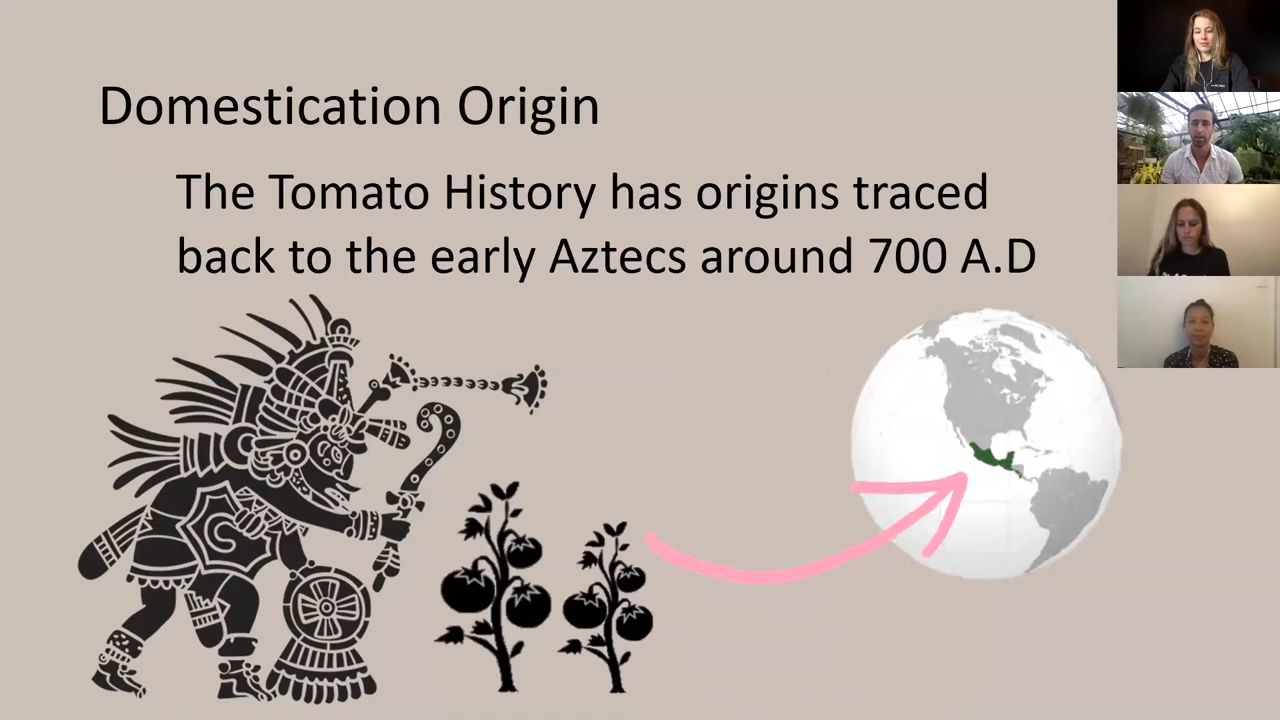 Domestication Origin
The Tomato History has origins traced
back to the early Aztecs around 700 A.D